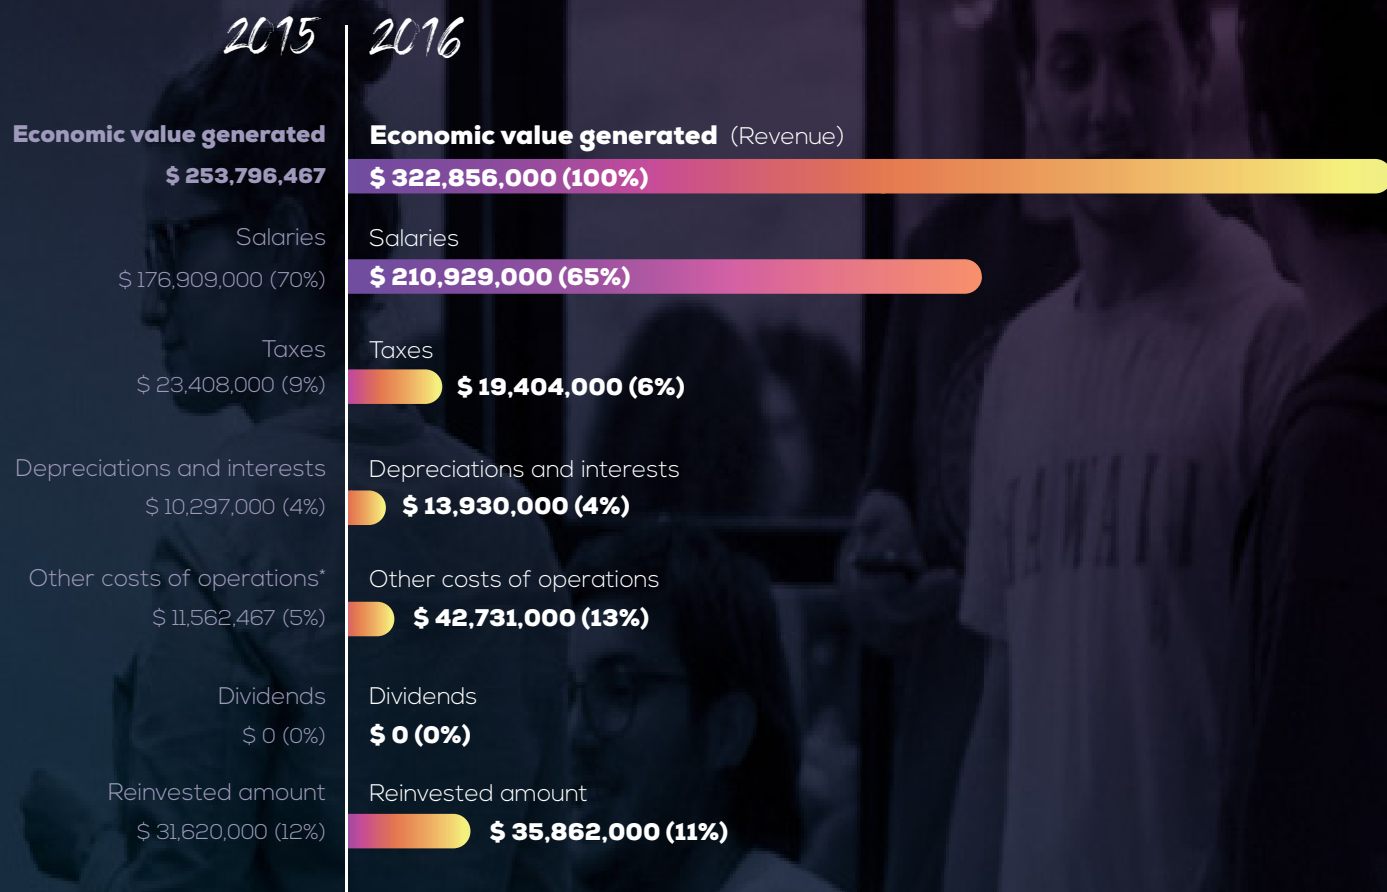 2015
2016
Economic value generated
$ 253,796,467
Economic value generated (Revenue)
$ 322,856,000 (100%)
Salaries
$ 176,909,000 (70%)
Salaries
$ 210,929,000 (65%)
Taxes
$ 23,408,000 (9%)
Taxes
$ 19,404,000 (6%)
Depreciations and interests
$ 10,297,000 (4%)
Depreciations and interests
$ 13,930,000 (4%)
Other costs of operations*
$ 11,562,467 (5%)
Other costs of operations
$ 42,731,000 (13%)
Dividends
$ 0 (0%)
Dividends
$ 0 (0%)
Reinvested amount
$ 31,620,000 (12%)
Reinvested amount
$ 35,862,000 (11%)
HAWAII